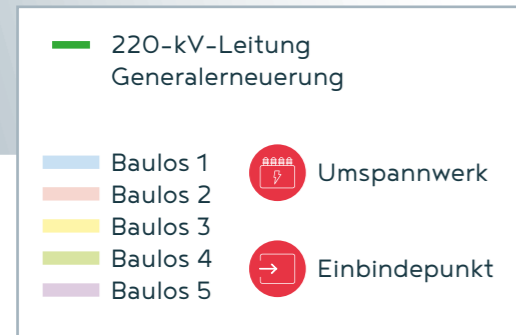 220-kV-Leitung
Generalerneuerung
Baulos 1
Baulos 2
Baulos 3
Baulos 4
Baulos 5
Umspannwerk
Einbindepunkt